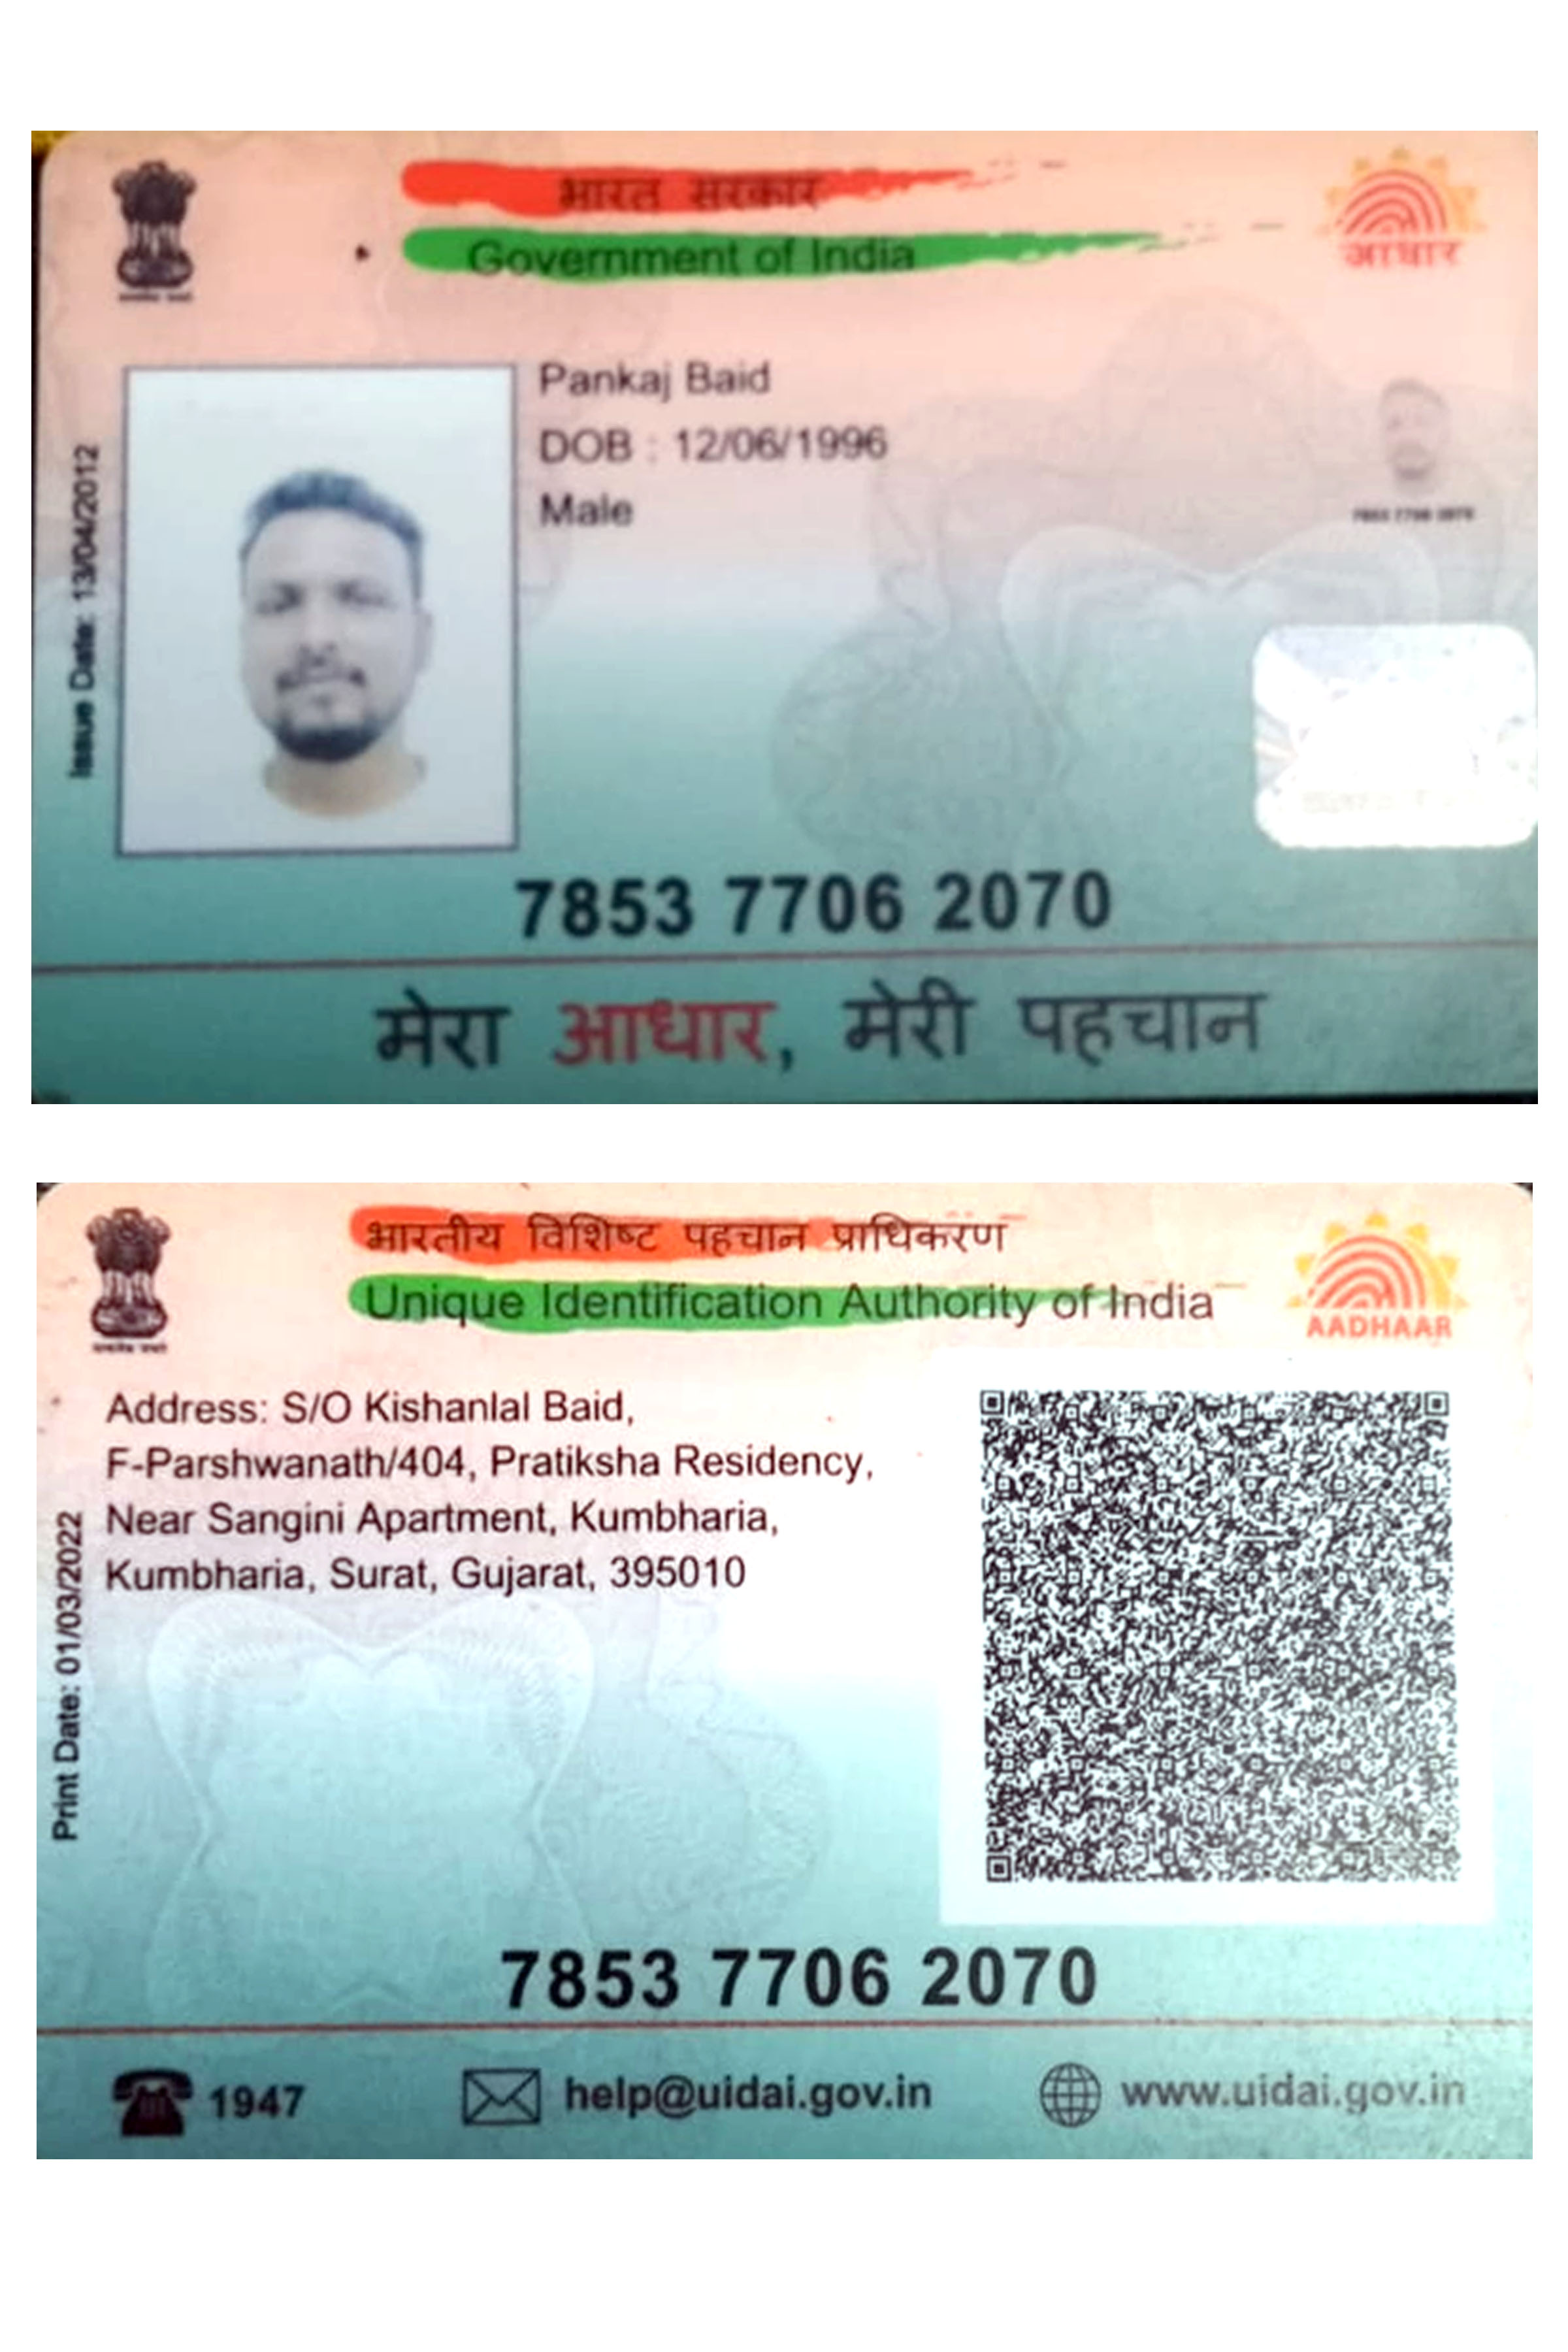 भारत सरकार
Government of India
आधार
Issue Date: 13/04/2012
Pankaj Baid
DOB : 12/06/1996
Male
7853 7706 2070
7853 7706 2070
मेरा आधार, मेरी पहचान
भारतीय विशिष्ट पहचान प्राधिकरण
Unique Identification Authority of India
AADHAAR
Print Date: 01/03/2022
Address: S/O Kishanlal Baid,
F-Parshwanath/404, Pratiksha Residency,
Near Sangini Apartment, Kumbharia,
Kumbharia, Surat, Gujarat, 395010
7853 7706 2070
1947
help@uidai.gov.in
www.uidai.gov.in